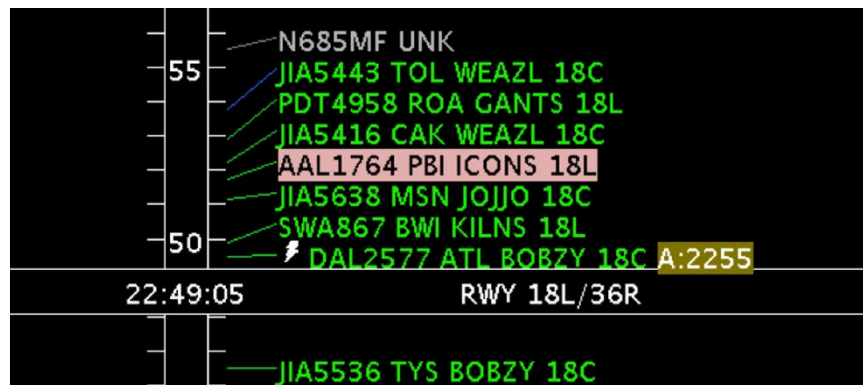 N685MF UNK
55
JIA5443 TOL WEAZL 18C
PDT4958 ROA GANTS 18L
JIA5416 CAK WEAZL 18C
AAL1764 PBI ICONS 18L
JIA5638 MSN JOJJO 18C
SWA867 BWI KILNS 18L
50
DAL2577 ATL BOBZY 18C A:2255
22:49:05 RWY 18L/36R
JIA5536 TYS BOBZY 18C